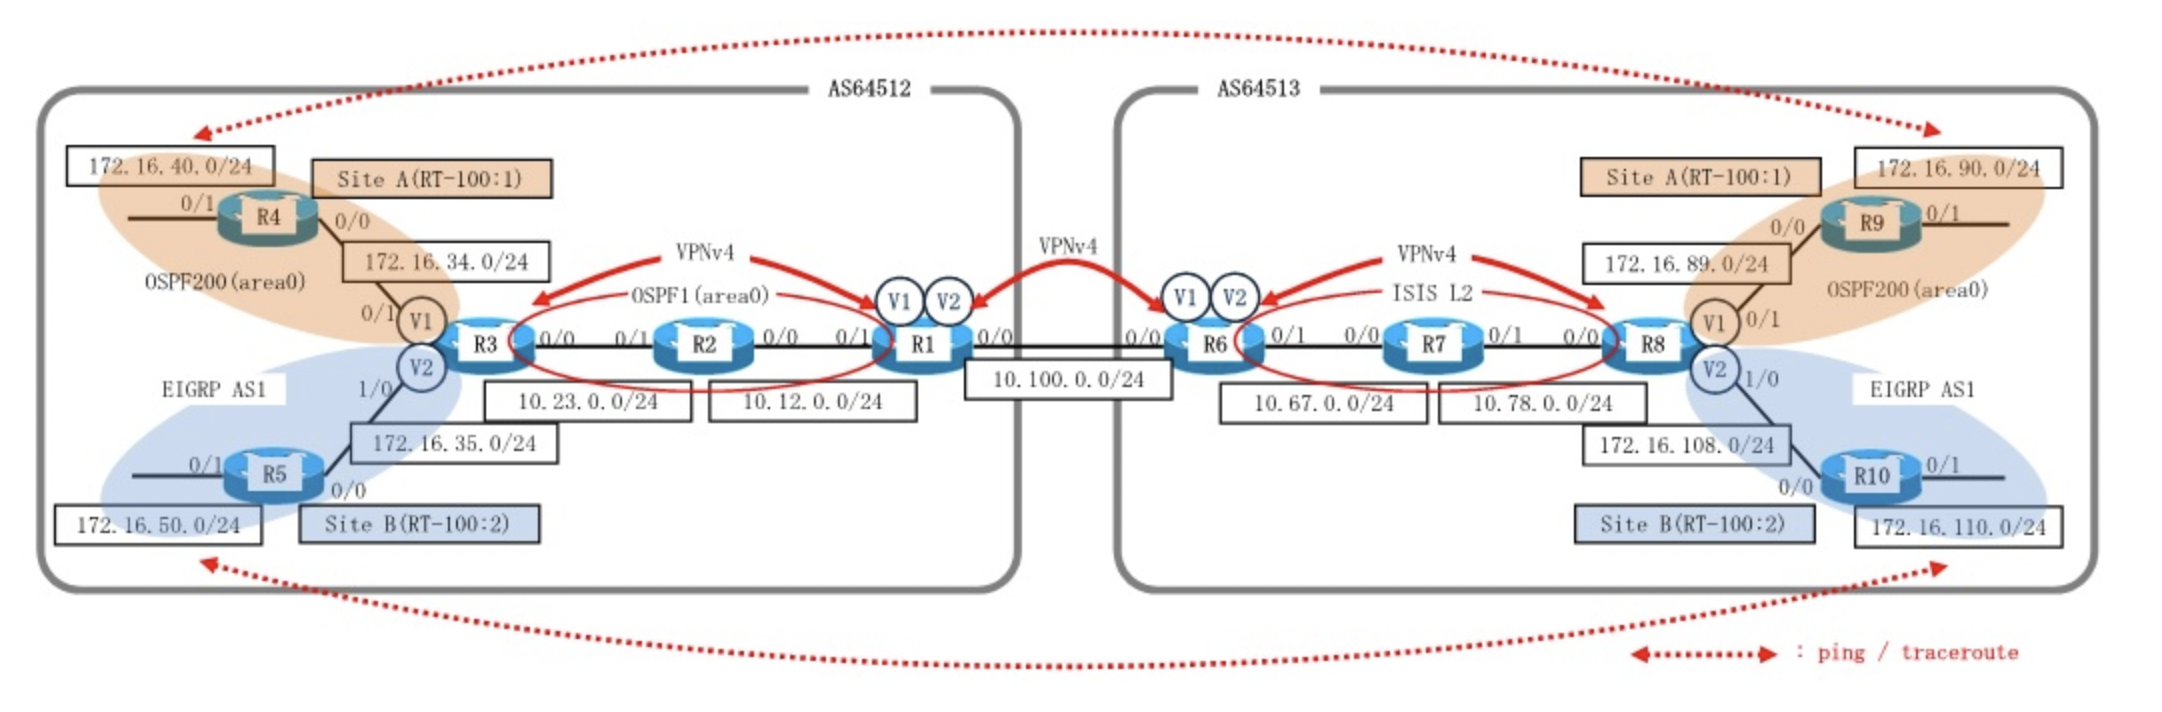 AS64512
AS64513
172.16.40.0/24
Site A(RT-100:1)
0/1
R4
0/0
172.16.34.0/24
OSPF200(area0)
0/1
V1
V2
R3
0/0
VPNv4
OSPF1(area0)
0/1
R2
0/0
0/1
V1
V2
R1
0/0
10.23.0.0/24
10.12.0.0/24
EIGRP AS1
1/0
172.16.35.0/24
0/1
R5
0/0
172.16.50.0/24
Site B(RT-100:2)
VPNv4
10.100.0.0/24
V1
V2
0/0
R6
0/1
VPNv4
ISIS L2
0/0
R7
0/1
0/0
R8
10.67.0.0/24
10.78.0.0/24
Site A(RT-100:1)
172.16.90.0/24
0/0
R9
0/1
172.16.89.0/24
OSPF200(area0)
V1
0/1
V2
1/0
EIGRP AS1
172.16.108.0/24
R10
0/1
0/0
Site B(RT-100:2)
172.16.110.0/24
: ping / traceroute